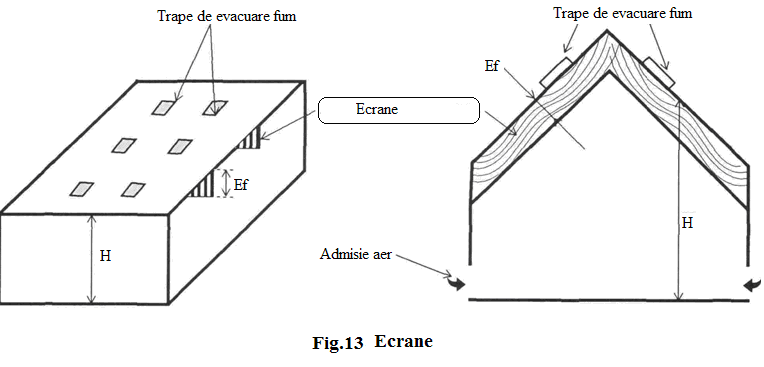 Trape de evacuare fum
Ecrane
Ef
H
Trape de evacuare fum
Ef
H
Admisie aer
Fig.13 Ecrane